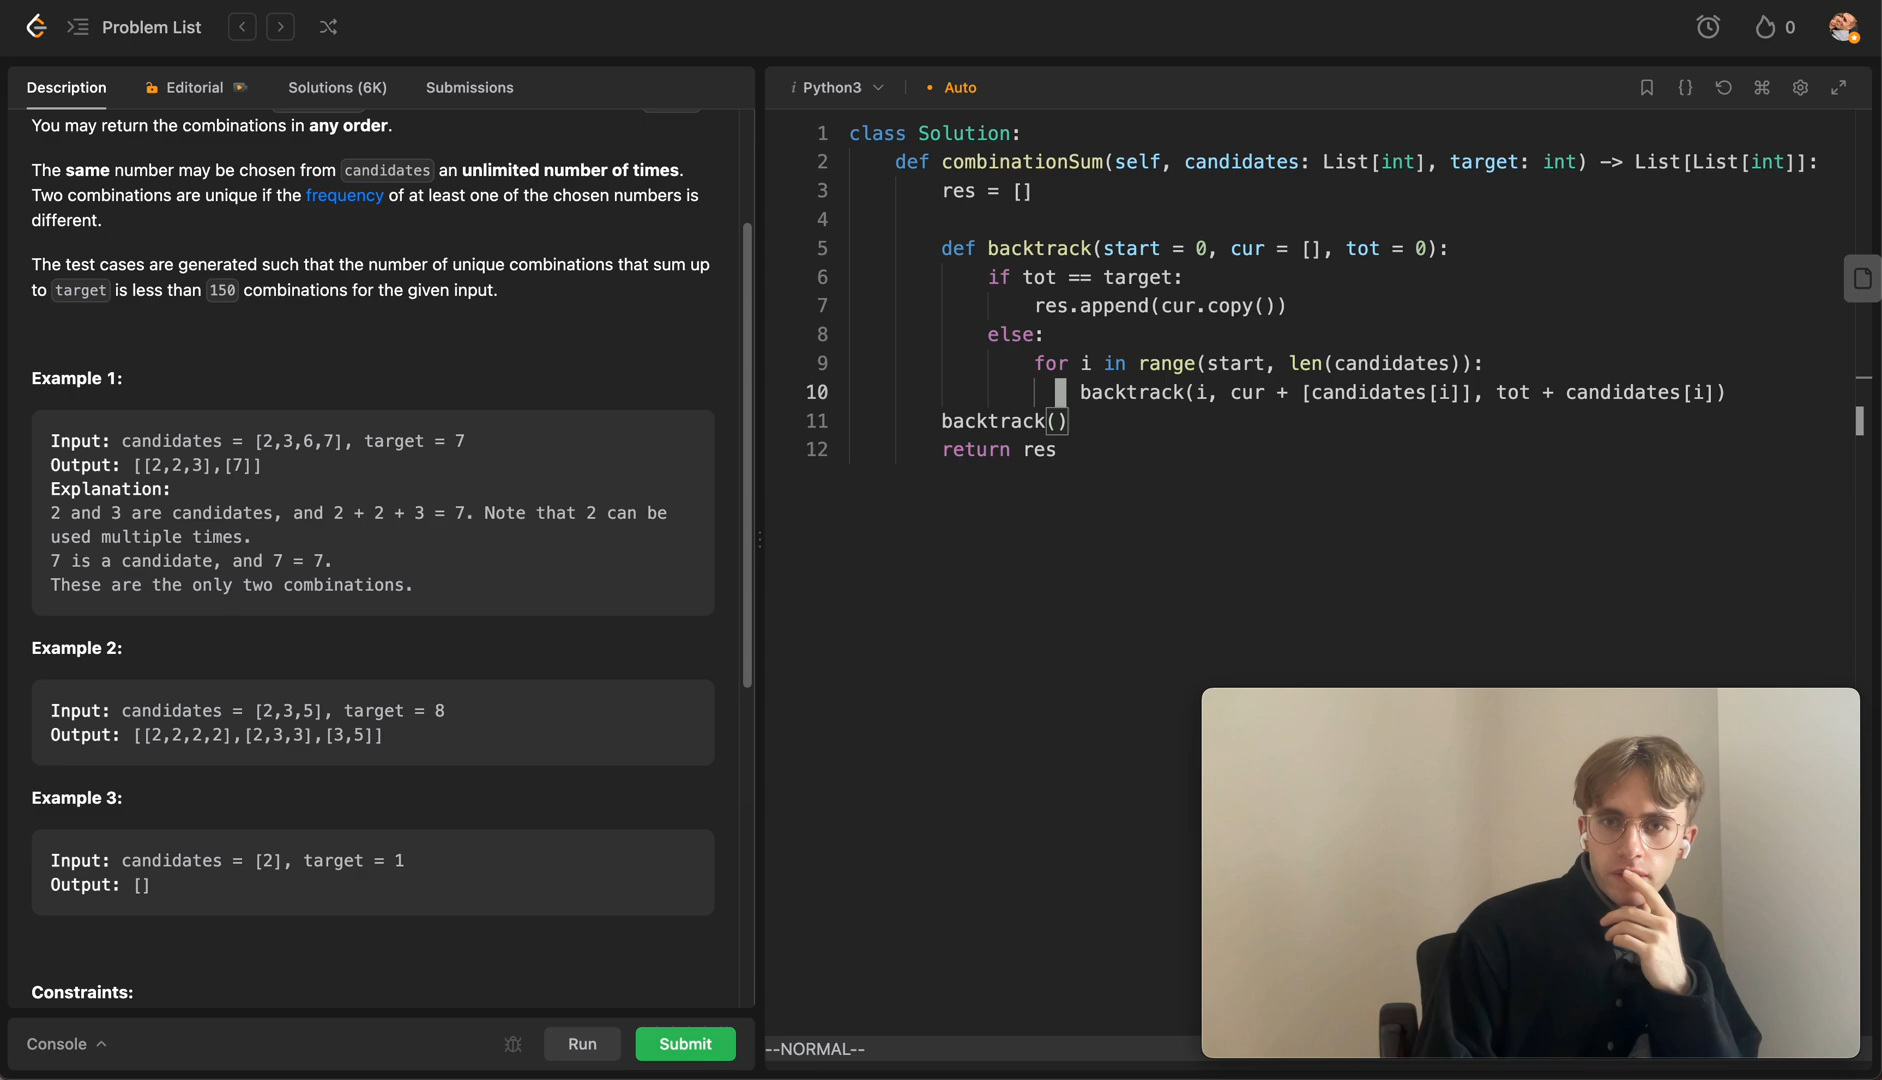 Problem List
0
Description
Editorial
Solutions (6K)
Submissions
You may return the combinations in any order.
The same number may be chosen from candidates an unlimited number of times.
Two combinations are unique if the frequency of at least one of the chosen numbers is
different.
The test cases are generated such that the number of unique combinations that sum up
to target is less than 150 combinations for the given input.
Example 1:
Input: candidates = [2,3,6,7], target = 7
Output: [[2,2,3],[7]]
Explanation:
2 and 3 are candidates, and 2 + 2 + 3 = 7. Note that 2 can be
used multiple times.
7 is a candidate, and 7 = 7.
These are the only two combinations.
Example 2:
Input: candidates = [2,3,5], target = 8
Output: [[2,2,2,2],[2,3,3],[3,5]]
Example 3:
Input: candidates = [2], target = 1
Output: []
Constraints:
Console
Run
Submit
i Python3
• Auto
1 class Solution:
2 def combinationSum(self, candidates: List[int], target: int) -> List[List[int]]:
3 res = []
4
5 def backtrack(start = 0, cur = [], tot = 0):
6 if tot == target:
7 res.append(cur.copy())
8 else:
9 for i in range(start, len(candidates)):
10 backtrack(i, cur + [candidates[i]], tot + candidates[i])
11 backtrack()
12 return res
--NORMAL--